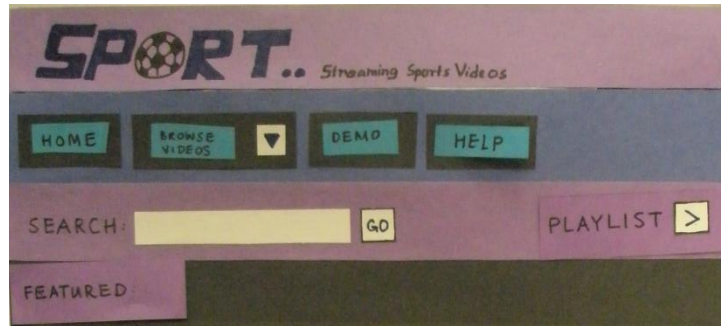 SPORT..
Streaming Sports Videos
HOME
BROWSE
VIDEOS
▼
DEMO
HELP
SEARCH:
GO
PLAYLIST >
FEATURED